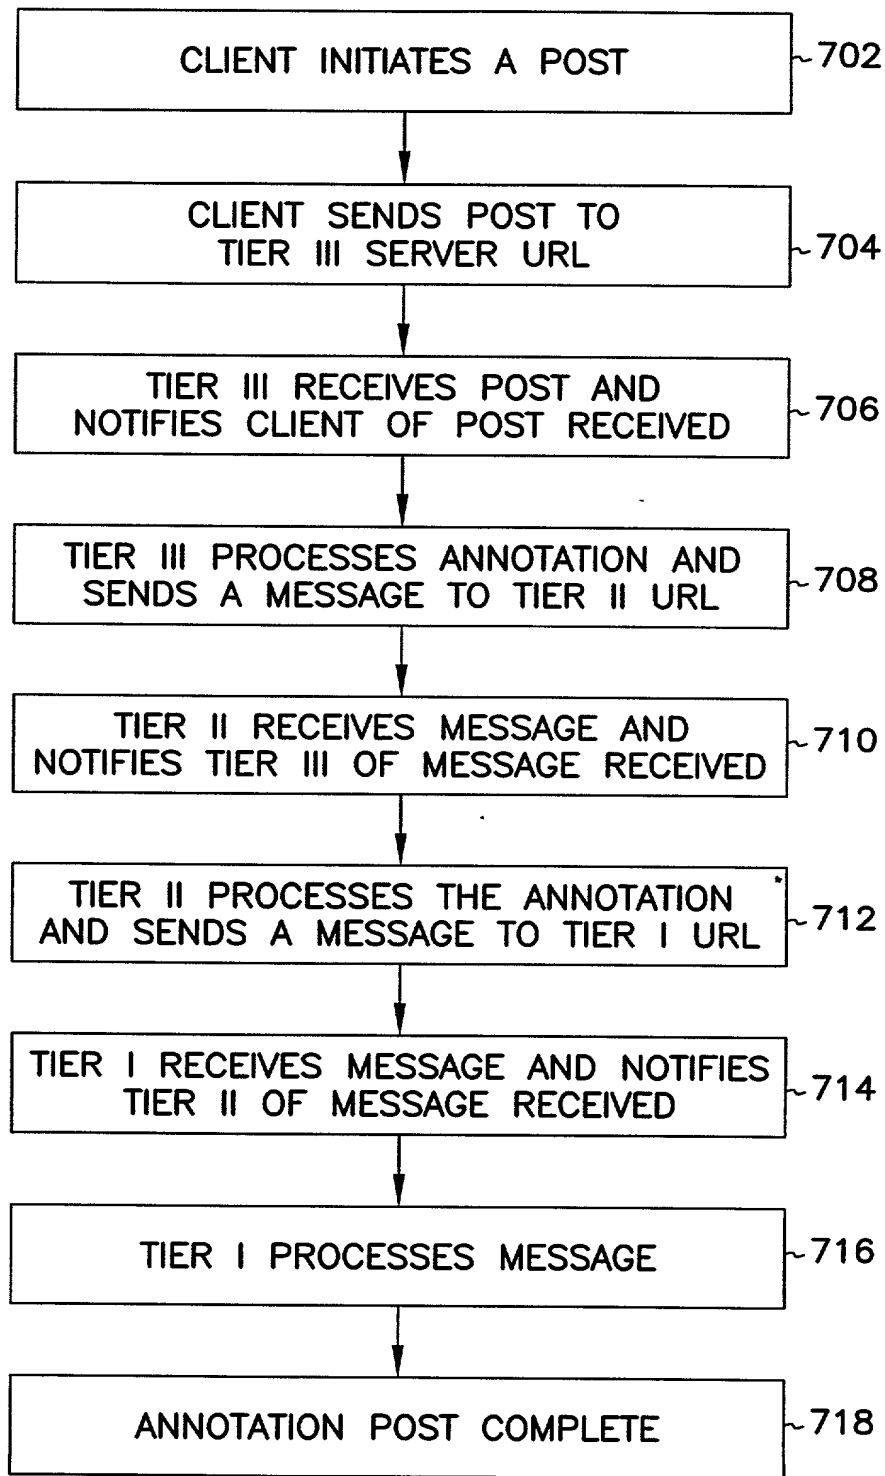 CLIENT INITIATES A POST
702
CLIENT SENDS POST TO
TIER III SERVER URL
704
TIER III RECEIVES POST AND
NOTIFIES CLIENT OF POST RECEIVED
706
TIER III PROCESSES ANNOTATION AND
SENDS A MESSAGE TO TIER II URL
708
TIER II RECEIVES MESSAGE AND
NOTIFIES TIER III OF MESSAGE RECEIVED
710
TIER II PROCESSES THE ANNOTATION
AND SENDS A MESSAGE TO TIER I URL
712
TIER I RECEIVES MESSAGE AND NOTIFIES
TIER II OF MESSAGE RECEIVED
714
TIER I PROCESSES MESSAGE
716
ANNOTATION POST COMPLETE
718